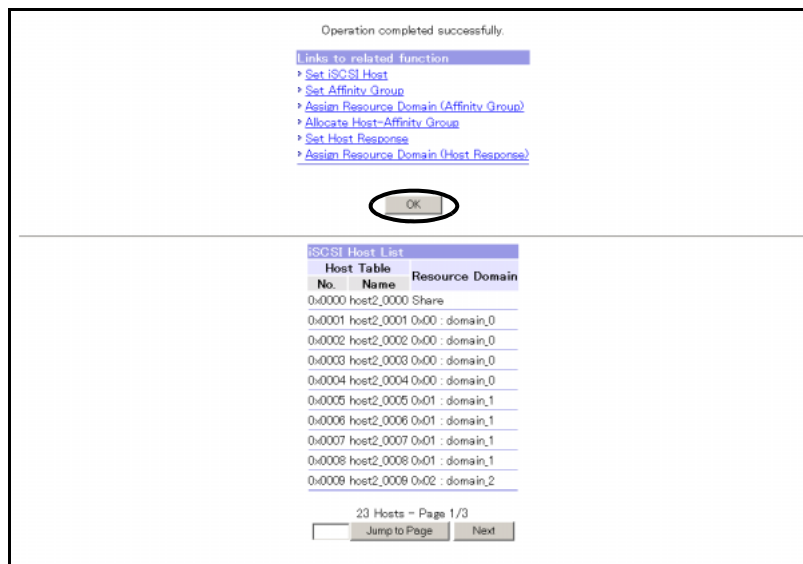 Operation completed successfully.
Links to related function
Set iSCSI Host
Set Affinity Group
Assign Resource Domain (Affinity Group)
Allocate Host-Affinity Group
Set Host Response
Assign Resource Domain (Host Response)
OK
iSCSI Host List
Host Table Resource Domain
No. Name
0x0000 host2_0000 Share
0x0001 host2_0001 0x00 : domain_0
0x0002 host2_0002 0x00 : domain_0
0x0003 host2_0003 0x00 : domain_0
0x0004 host2_0004 0x00 : domain_0
0x0005 host2_0005 0x01 : domain_1
0x0006 host2_0006 0x01 : domain_1
0x0007 host2_0007 0x01 : domain_1
0x0008 host2_0008 0x01 : domain_1
0x0009 host2_0009 0x02 : domain_2
23 Hosts - Page 1/3
Jump to Page Next